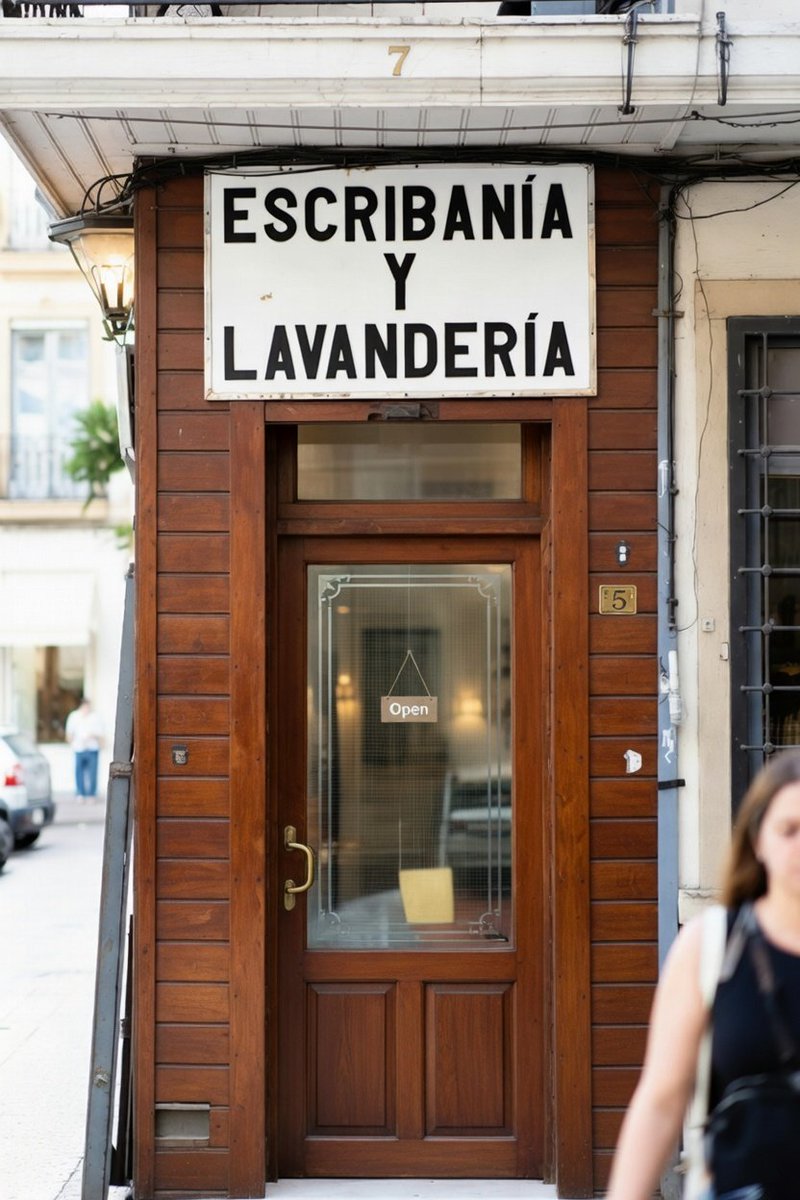 7
ESCRIBANÍA
Y
LAVANDERÍA
5
Open